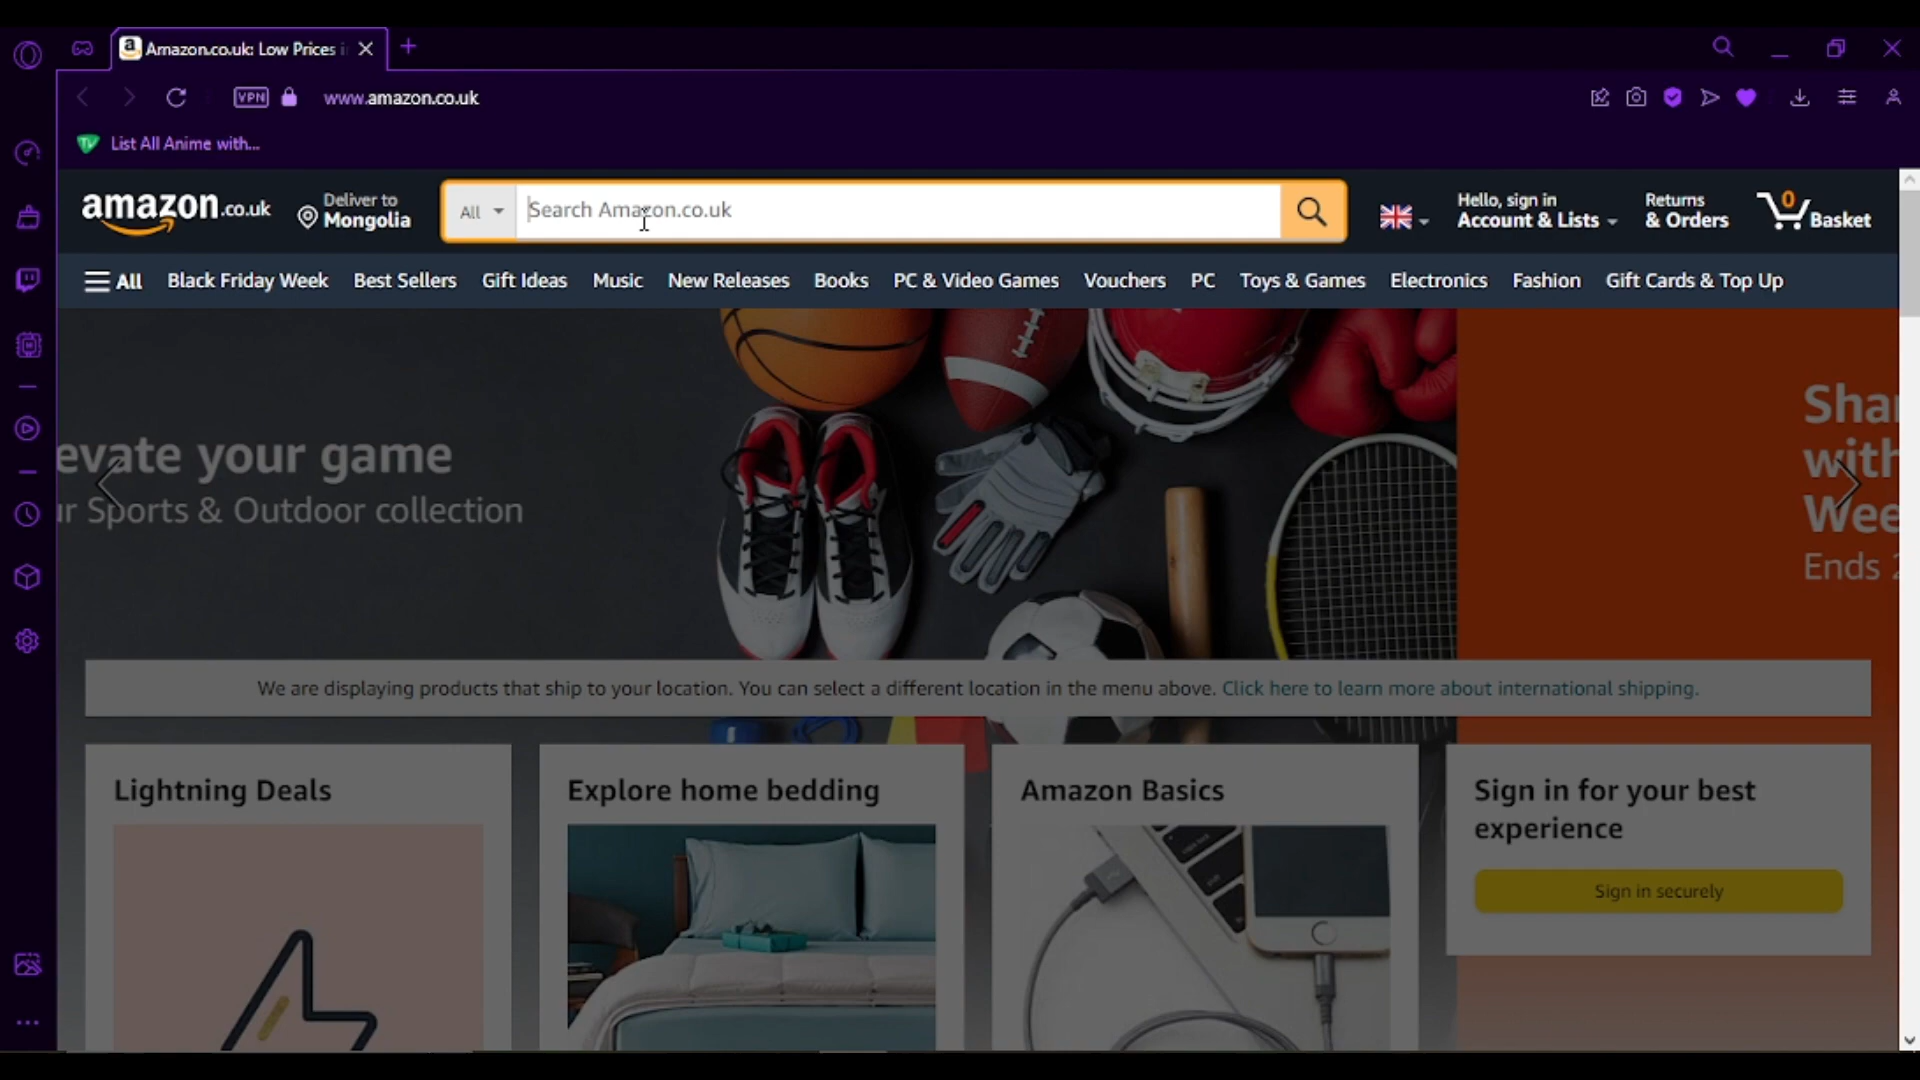 Amazon.co.uk: Low Prices i
VPN
www.amazon.co.uk
List All Anime with...
amazon.co.uk
Deliver to
Mongolia
All
Search Amazon.co.uk
Hello, sign in
Account & Lists
Returns
& Orders
0
Basket
All
Black Friday Week
Best Sellers
Gift Ideas
Music
New Releases
Books
PC & Video Games
Vouchers
PC
Toys & Games
Electronics
Fashion
Gift Cards & Top Up
evate your game
r Sports & Outdoor collection
Shar
with
Wee
Ends 2
We are displaying products that ship to your location. You can select a different location in the menu above. Click here to learn more about international shipping.
Lightning Deals
Explore home bedding
Amazon Basics
Sign in for your best
experience
Sign in securely